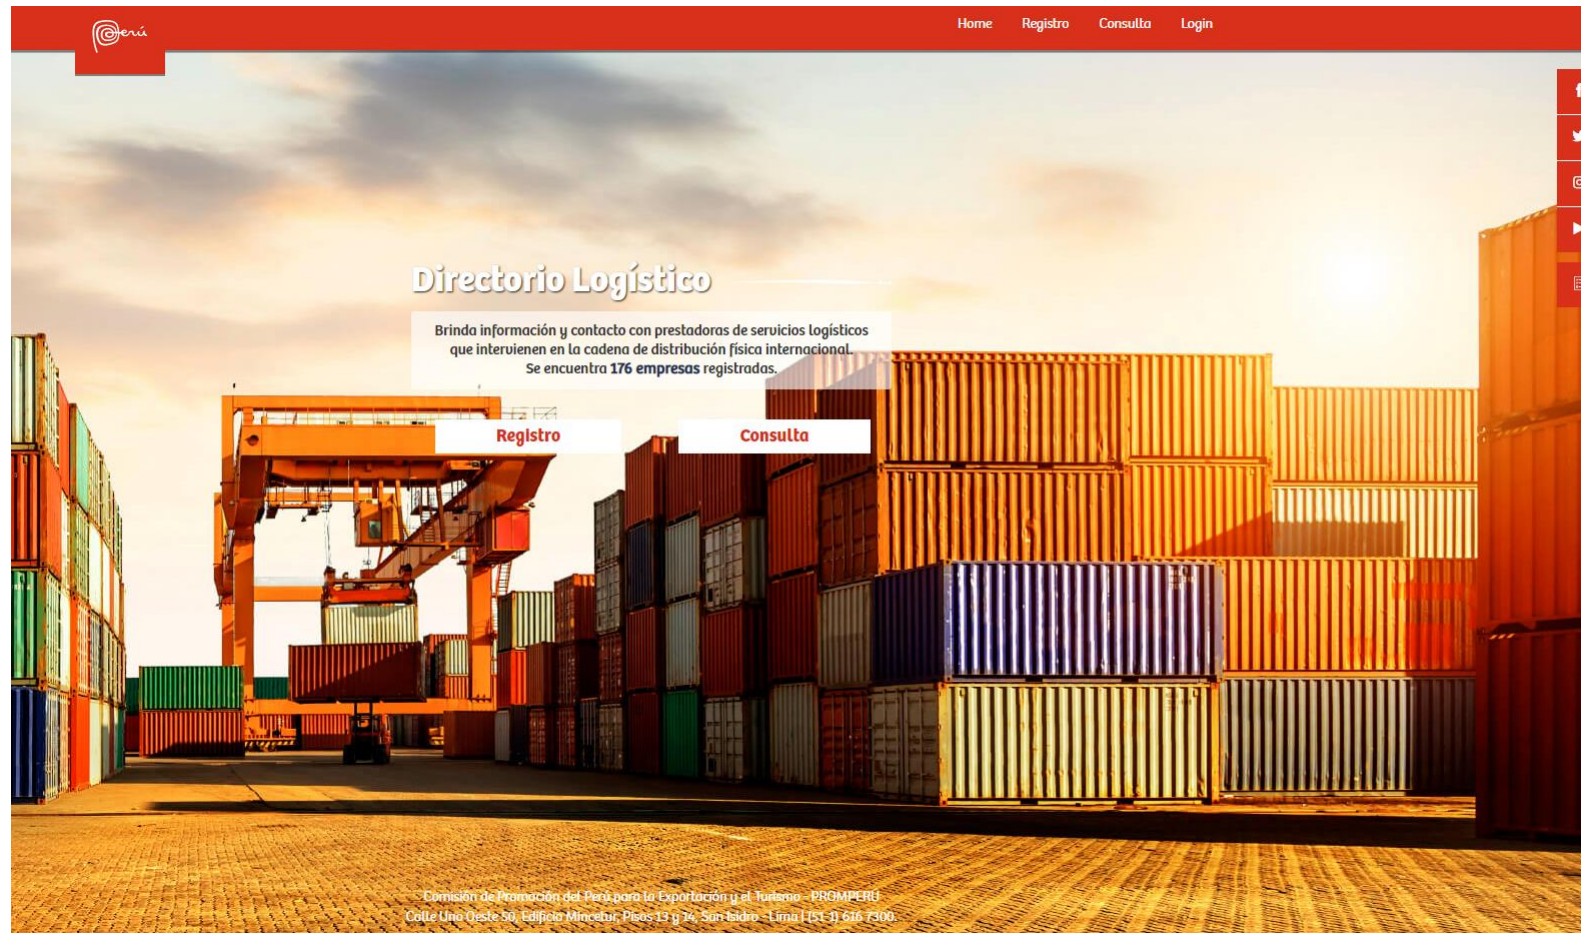 Perú
Home Registro Consulta Login
Directorio Logístico
Brinda información y contacto con prestadoras de servicios logísticos
que intervienen en la cadena de distribución física internacional.
Se encuentra 176 empresas registradas.
Registro Consulta
Comisión de Promoción del Perú para la Exportación y el Turismo - PROMPERÚ
Calle Uno Oeste 50, Edificio Mincetur, Pisos 13 y 14, San Isidro - Lima | (51-1) 616 7300.